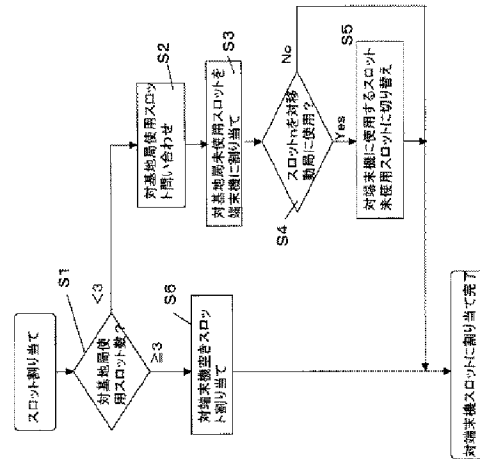 スロット割り当て
S1
対基地局使
用スロット数？
<3
≧3
S2
対基地局使用スロッ
ト問い合わせ
S3
対基地局未使用スロットを
端末機に割り当て
S4
スロットnを対移
動局に使用？
No
Yes
S5
対端末機に使用するスロット
未使用スロットに切り替え
S6
対端末機空きスロッ
ト割り当て
対端末機スロットに割り当て完了